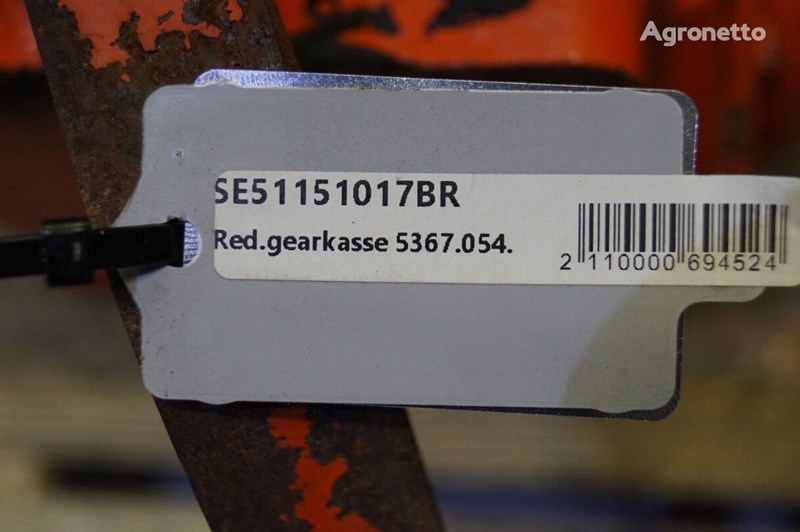 Agronetto
SE51151017BR
Red.gearkasse 5367.054.
2 110000 694524